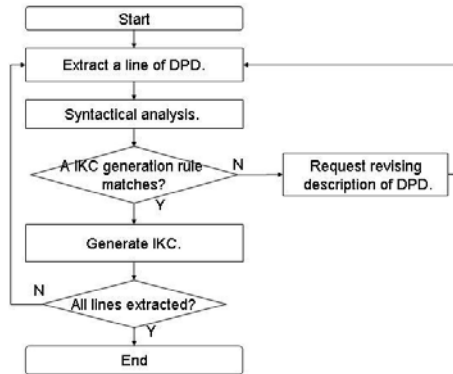 Start
Extract a line of DPD.
Syntactical analysis.
A IKC generation rule
matches?
N
Request revising
description of DPD.
Y
Generate IKC.
N
All lines extracted?
Y
End